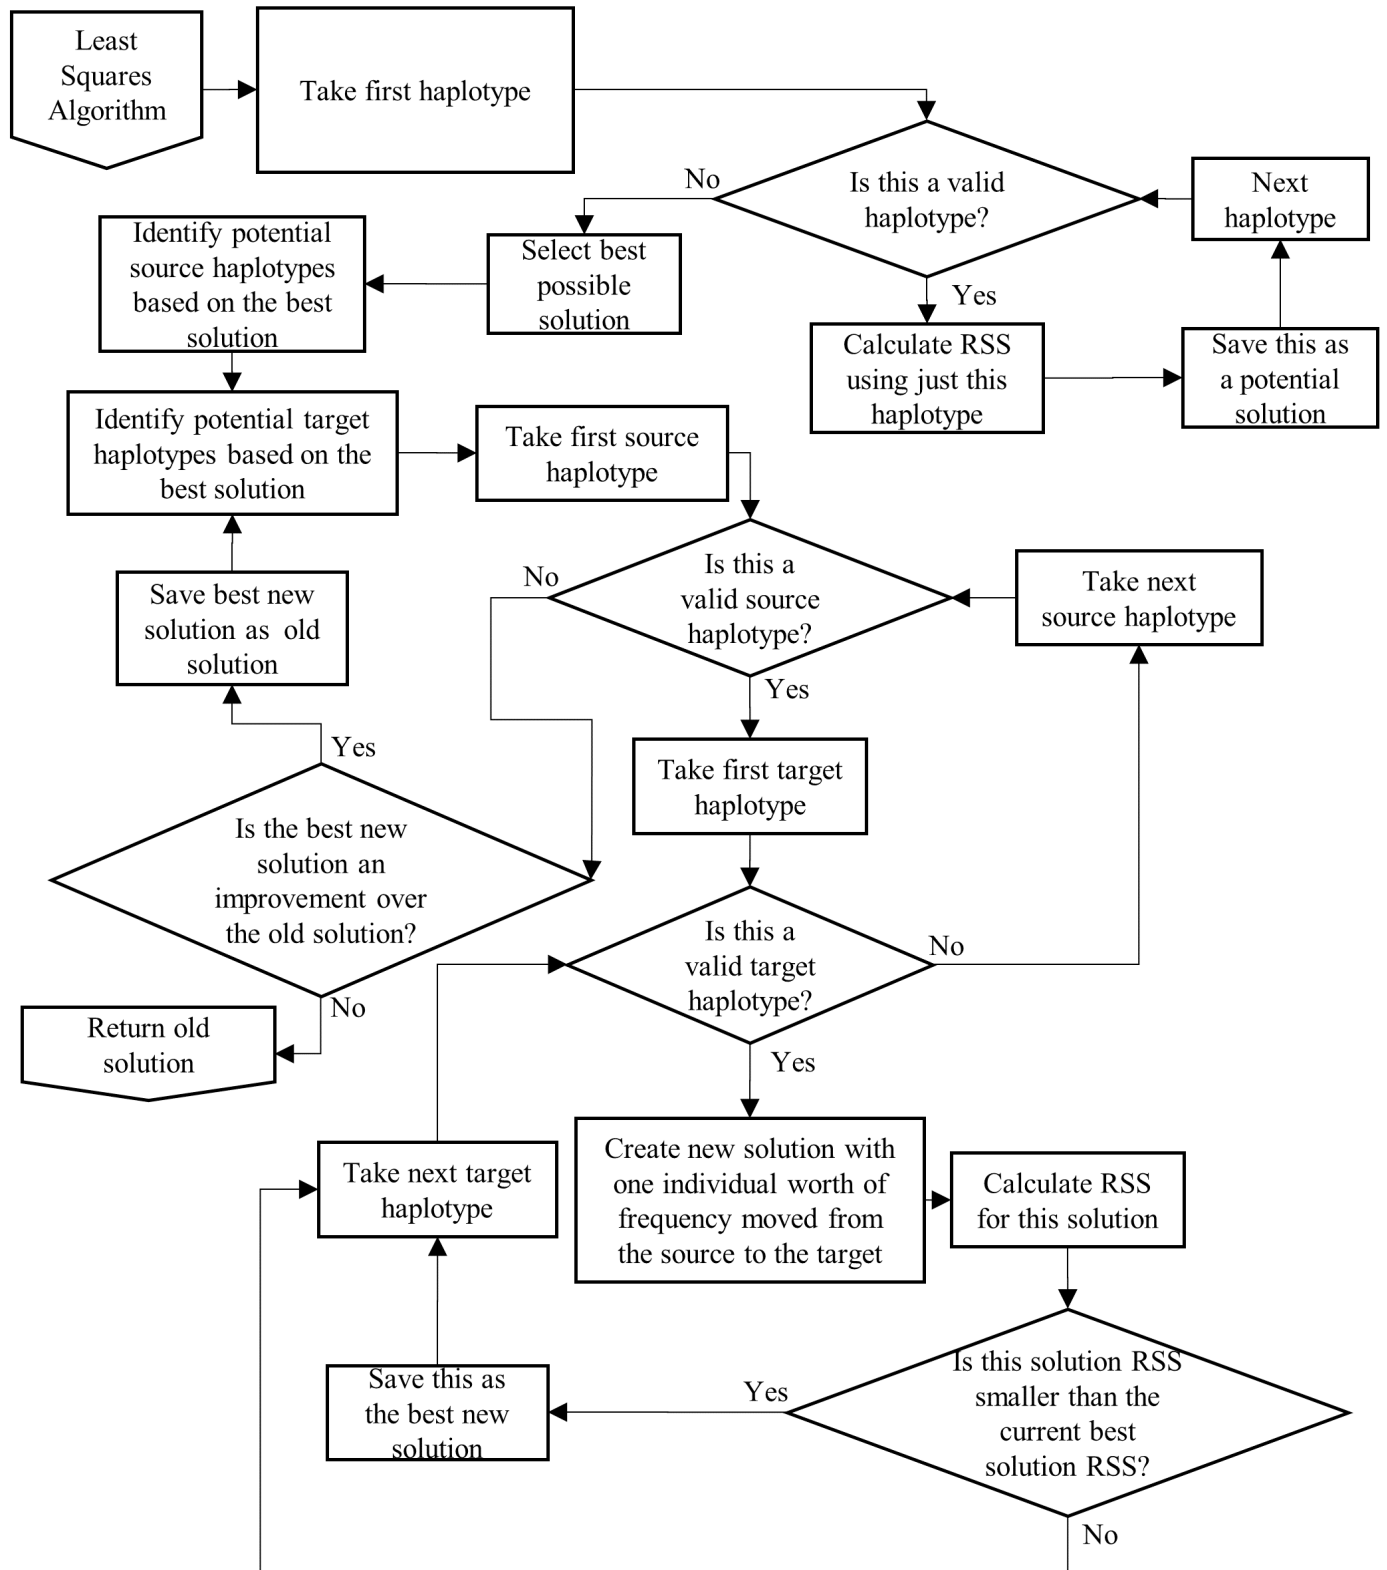 Least
Squares
Algorithm
Take first haplotype
Is this a valid
haplotype?
Next
haplotype
No
Yes
Identify potential
source haplotypes
based on the best
solution
Select best
possible
solution
Calculate RSS
using just this
haplotype
Save this as
a potential
solution
Identify potential target
haplotypes based on the
best solution
Take first source
haplotype
Is this a
valid source
haplotype?
No
Yes
Take next
source haplotype
Save best new
solution as old
solution
Yes
Take first target
haplotype
Is the best new
solution an
improvement over
the old solution?
No
Is this a
valid target
haplotype?
No
Yes
Return old
solution
Take next target
haplotype
Create new solution with
one individual worth of
frequency moved from
the source to the target
Calculate RSS
for this solution
Is this solution RSS
smaller than the
current best
solution RSS?
Yes
No
Save this as
the best new
solution